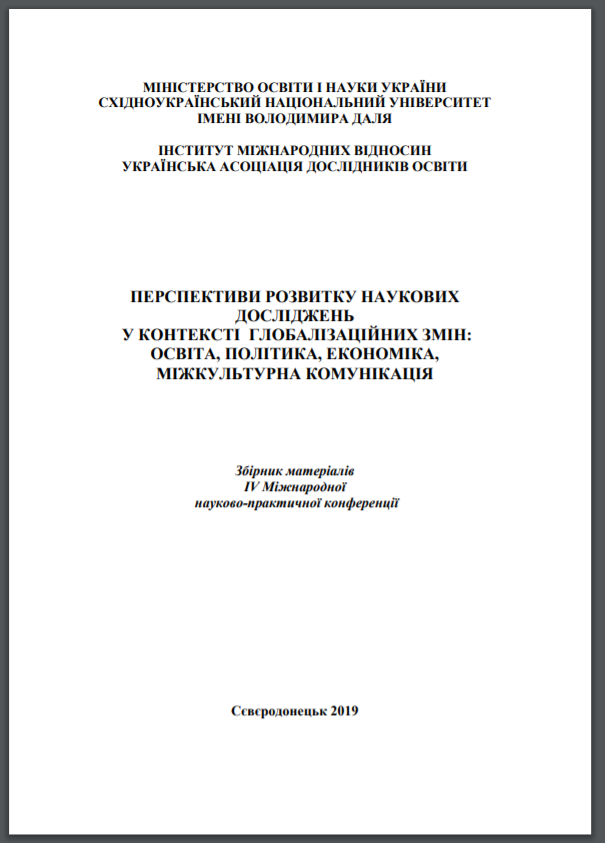 МІНІСТЕРСТВО ОСВІТИ І НАУКИ УКРАЇНИ
СХІДНОУКРАЇНСЬКИЙ НАЦІОНАЛЬНИЙ УНІВЕРСИТЕТ
ІМЕНІ ВОЛОДИМИРА ДАЛЯ
ІНСТИТУТ МІЖНАРОДНИХ ВІДНОСИН
УКРАЇНСЬКА АСОЦІАЦІЯ ДОСЛІДНИКІВ ОСВІТИ
ПЕРСПЕКТИВИ РОЗВИТКУ НАУКОВИХ
ДОСЛІДЖЕНЬ
У КОНТЕКСТІ ГЛОБАЛІЗАЦІЙНИХ ЗМІН:
ОСВІТА, ПОЛІТИКА, ЕКОНОМІКА,
МІЖКУЛЬТУРНА КОМУНІКАЦІЯ
Збірник матеріалів
IV Міжнародної
науково-практичної конференції
Сєвєродонецьк 2019